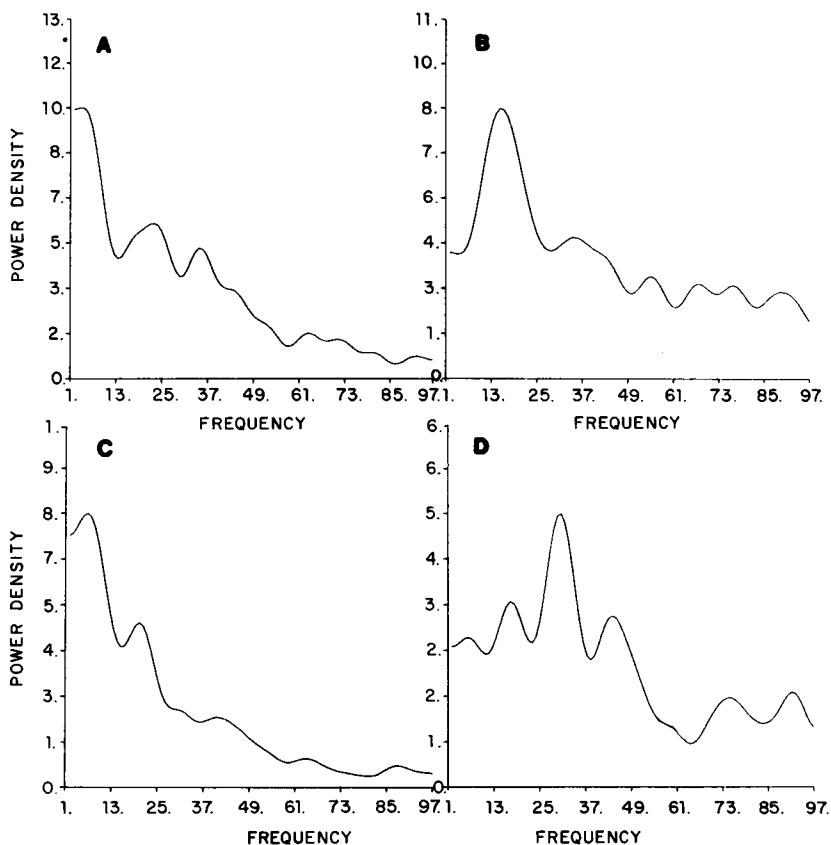 A
POWER DENSITY
13.
12.
10.
8.
7.
5.
3.
2.
0.
1. 13. 25. 37. 49. 61. 73. 85. 97.
FREQUENCY
B
11.
10.
8.
7.
6.
4.
3.
1.
0.
1. 13. 25. 37. 49. 61. 73. 85. 97.
FREQUENCY
C
POWER DENSITY
1.
9.
8.
7.
5.
4.
3.
1.
0.
1. 13. 25. 37. 49. 61. 73. 85. 97.
FREQUENCY
D
6.
6.
5.
4.
3.
2.
2.
1.
0.
1. 13. 25. 37. 49. 61. 73. 85. 97.
FREQUENCY